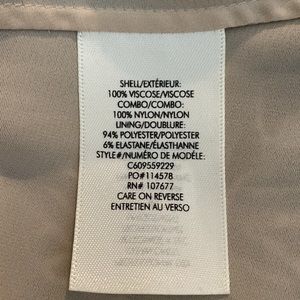 SHELL/EXTÉRIEUR:
100% VISCOSE/VISCOSE
COMBO/COMBO:
100% NYLON/NYLON
LINING/DOUBLURE:
94% POLYESTER/POLYESTER
6% ELASTANE/ÉLASTHANNE
STYLE#/NUMÉRO DE MODÈLE:
C609S59229
PO#114578
RN# 107677
CARE ON REVERSE
ENTRETIEN AU VERSO